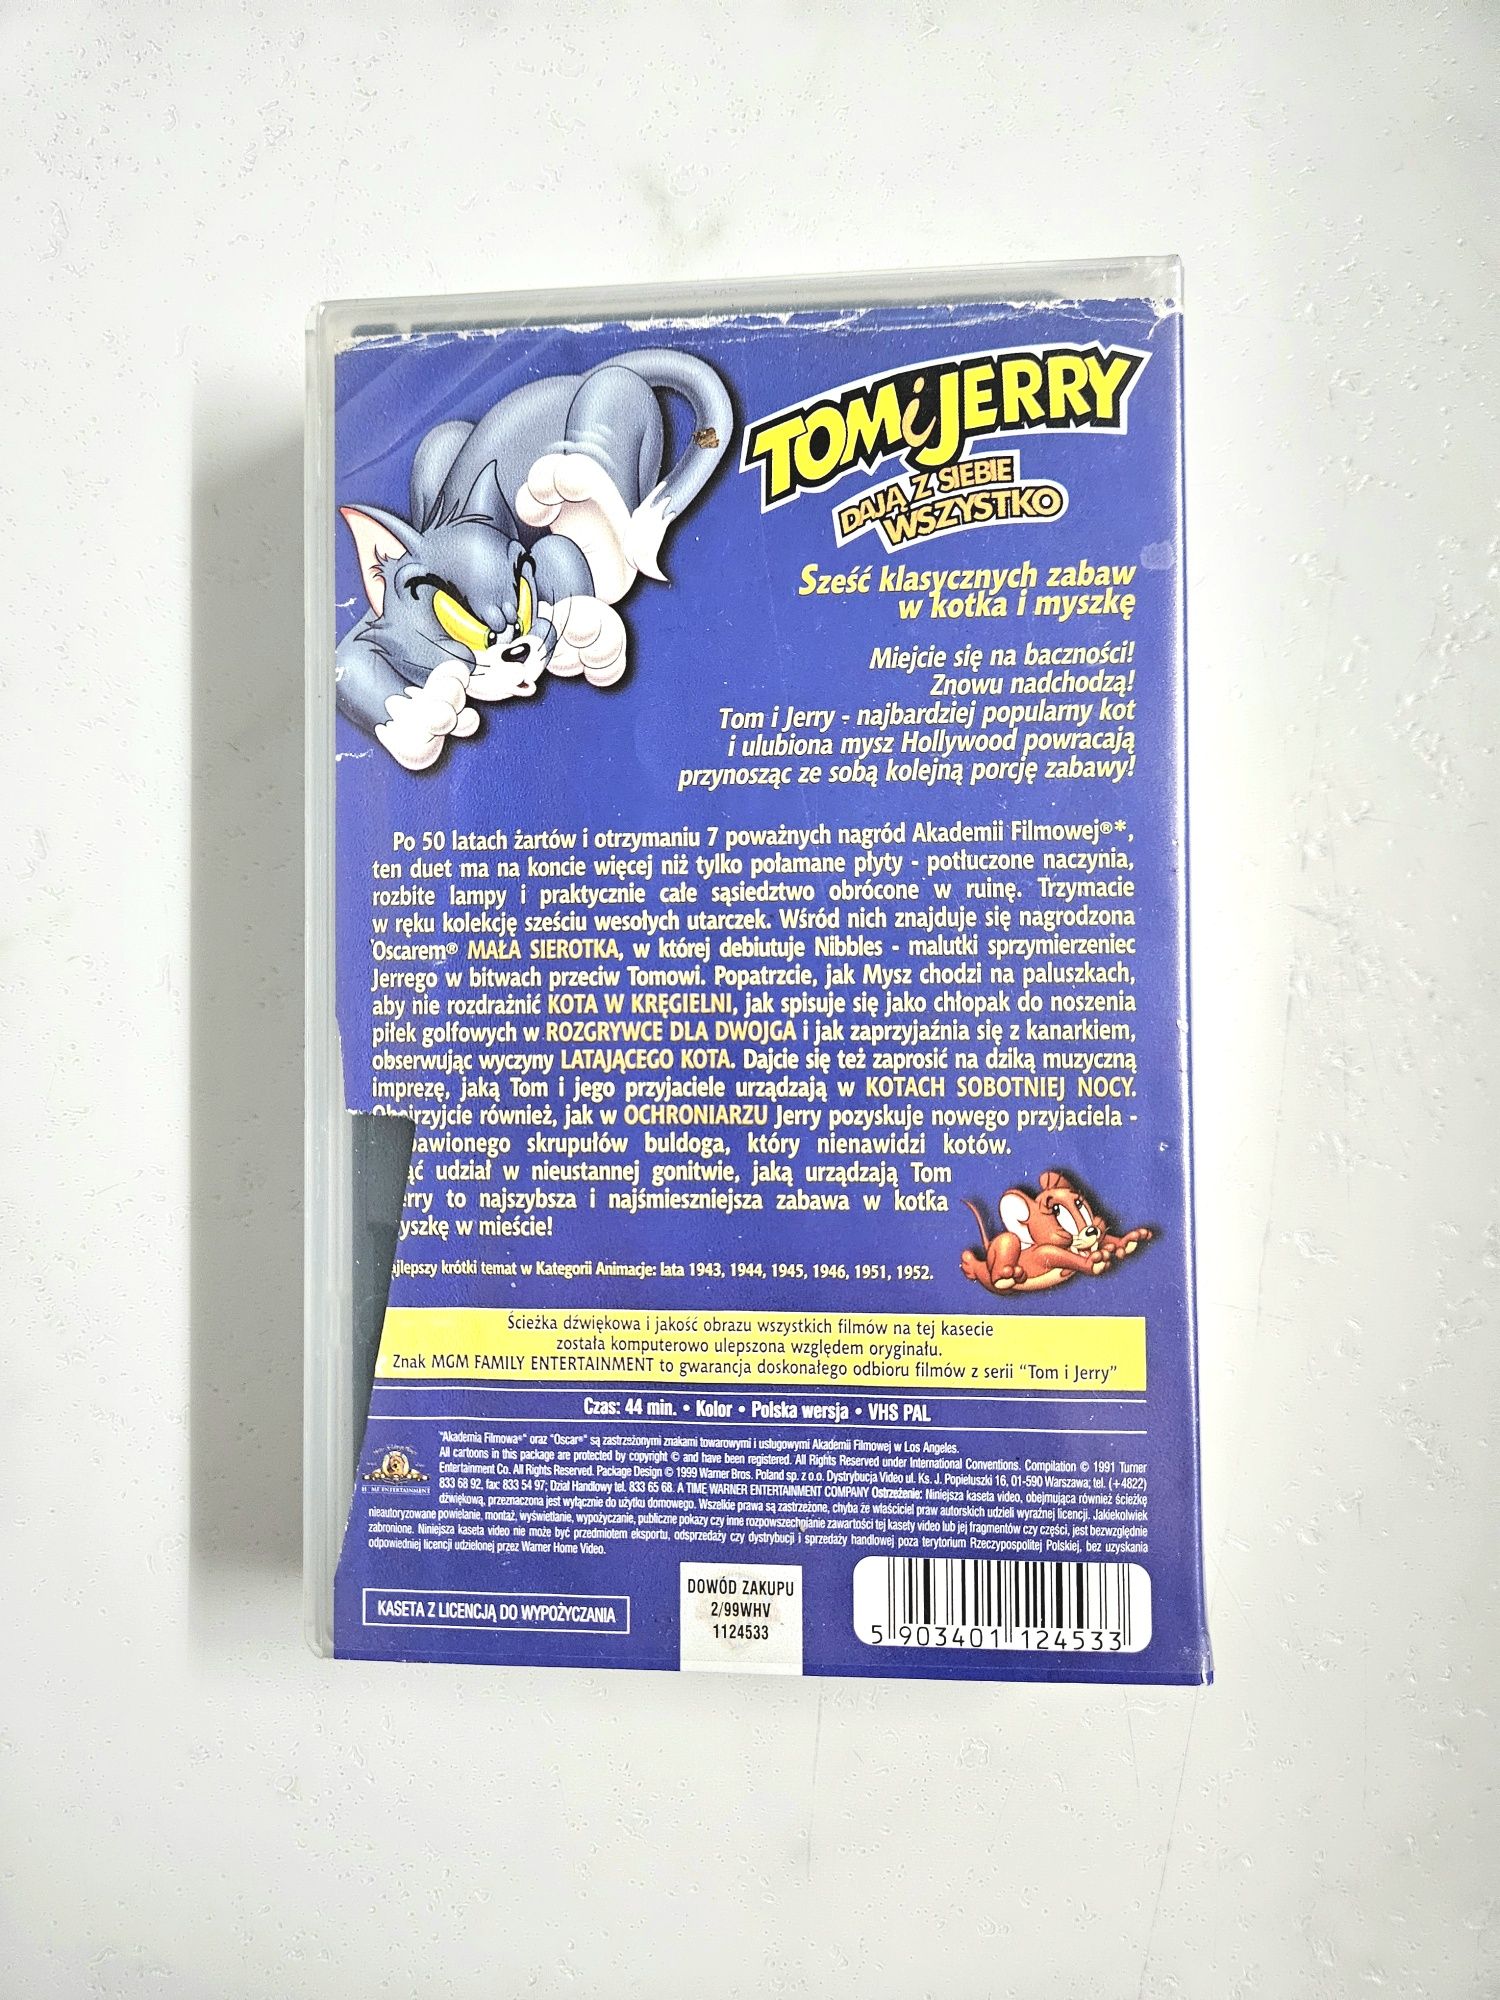 TOM i JERRY
DAJĄ Z SIEBIE
WSZYSTKO
Sześć klasycznych zabaw
w kotka i myszkę
Miejcie się na baczności!
Znowu nadchodzą!
Tom i Jerry - najbardziej popularny kot
i ulubiona mysz Hollywood powracają
przynosząc ze sobą kolejną porcję zabawy!
Po 50 latach żartów i otrzymaniu 7 poważnych nagród Akademii Filmowej®*,
ten duet ma na koncie więcej niż tylko połamane płyty - potłuczone naczynia,
rozbite lampy i praktycznie całe sąsiedztwo obrócone w ruinę. Trzymacie
w ręku kolekcję sześciu wesołych utarczek. Wśród nich znajduje się nagrodzona
Oscarem® MAŁA SIEROTKA, w której debiutuje Nibbles - malutki sprzymierzeniec
Jerrego w bitwach przeciw Tomowi. Popatrzcie, jak Mysz chodzi na paluszkach,
aby nie rozdrażnić KOTA W KRĘGIELNI, jak spisuje się jako chłopak do noszenia
piłek golfowych w ROZGRYWCE DLA DWOJGA i jak zaprzyjaźnia się z kanarkiem,
obserwując wyczyny LATAJĄCEGO KOTA. Dajcie się też zaprosić na dziką muzyczną
imprezę, jaką Tom i jego przyjaciele urządzają w KOTACH SOBOTNIEJ NOCY.
również, jak w OCHRONIARZU Jerry pozyskuje nowego przyjaciela -
skrupułów buldoga, który nienawidzi kotów.
udział w nieustannej gonitwie, jaką urządzają Tom
to najszybsza i najśmieszniejsza zabawa w kotka
w mieście!
krótki temat w Kategorii Animacje: lata 1943, 1944, 1945, 1946, 1951, 1952.
Ścieżka dźwiękowa i jakość obrazu wszystkich filmów na tej kasecie
została komputerowo ulepszona względem oryginału.
Znak MGM FAMILY ENTERTAINMENT to gwarancja doskonałego odbioru filmów z serii "Tom i Jerry"
Czas: 44 min. • Kolor • Polska wersja • VHS PAL
"Akademia Filmowa®" oraz "Oscar®" są zastrzeżonymi znakami towarowymi i usługowymi Akademii Filmowej w Los Angeles.
All cartoons in this package are protected by copyright © and have been registered. All Rights Reserved under International Conventions. Compilation © 1991 Turner
Entertainment Co. All Rights Reserved. Package Design © 1999 Warner Bros. Poland sp. z o.o. Dystrybucja Video ul. Ks. J. Popiełuszki 16, 01-590 Warszawa; tel. (+4822)
833 68 92, fax: 833 54 97; Dział Handlowy tel. 833 65 68. A TIME WARNER ENTERTAINMENT COMPANY Ostrzeżenie: Niniejsza kaseta video, obejmująca również ścieżkę
dźwiękową, przeznaczona jest wyłącznie do użytku domowego. Wszelkie prawa są zastrzeżone, chyba że właściciel praw autorskich udzieli wyraźnej licencji. Jakiekolwiek
nieautoryzowane powielanie, montaż, wyświetlanie, wypożyczanie, publiczne pokazy czy inne rozpowszechnianie zawartości tej kasety video lub jej fragmentów czy części, jest bezwzględnie
zabronione. Niniejsza kaseta video nie może być przedmiotem eksportu, odsprzedaży czy dystrybucji i sprzedaży handlowej poza terytorium Rzeczypospolitej Polskiej, bez uzyskania
odpowiedniej licencji udzielonej przez Warner Home Video.
KASETA Z LICENCJĄ DO WYPOŻYCZANIA
DOWÓD ZAKUPU
2/99WHV
1124533
5 903401 124533